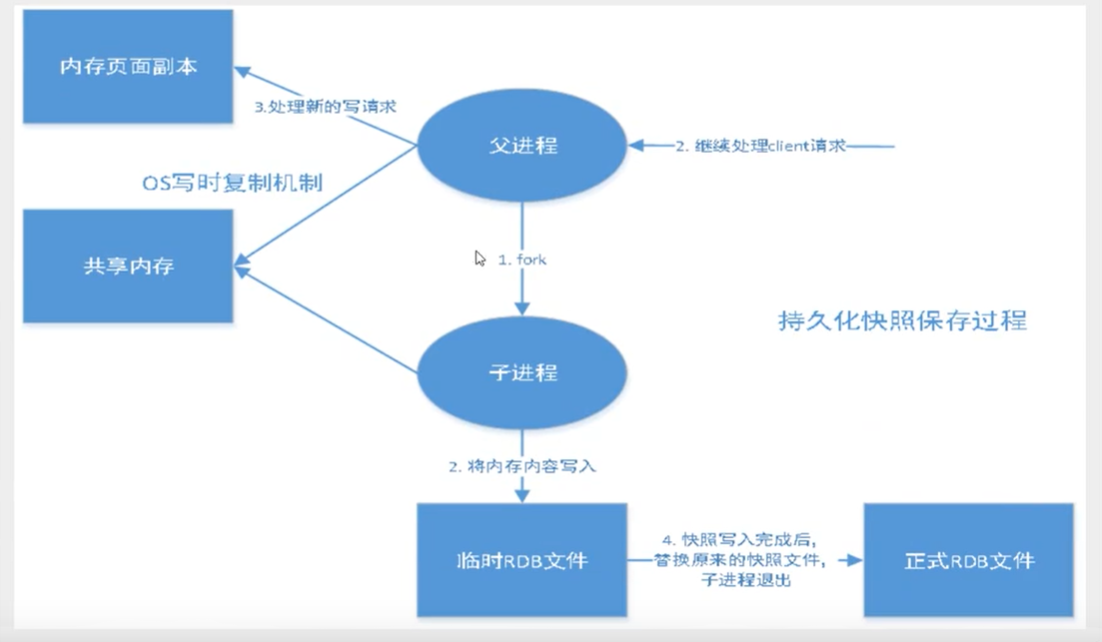 内存页面副本
3.处理新的写请求
父进程
2. 继续处理client请求
OS写时复制机制
共享内存
1. fork
持久化快照保存过程
子进程
2. 将内存内容写入
临时RDB文件
4. 快照写入完成后,
替换原来的快照文件,
子进程退出
正式RDB文件